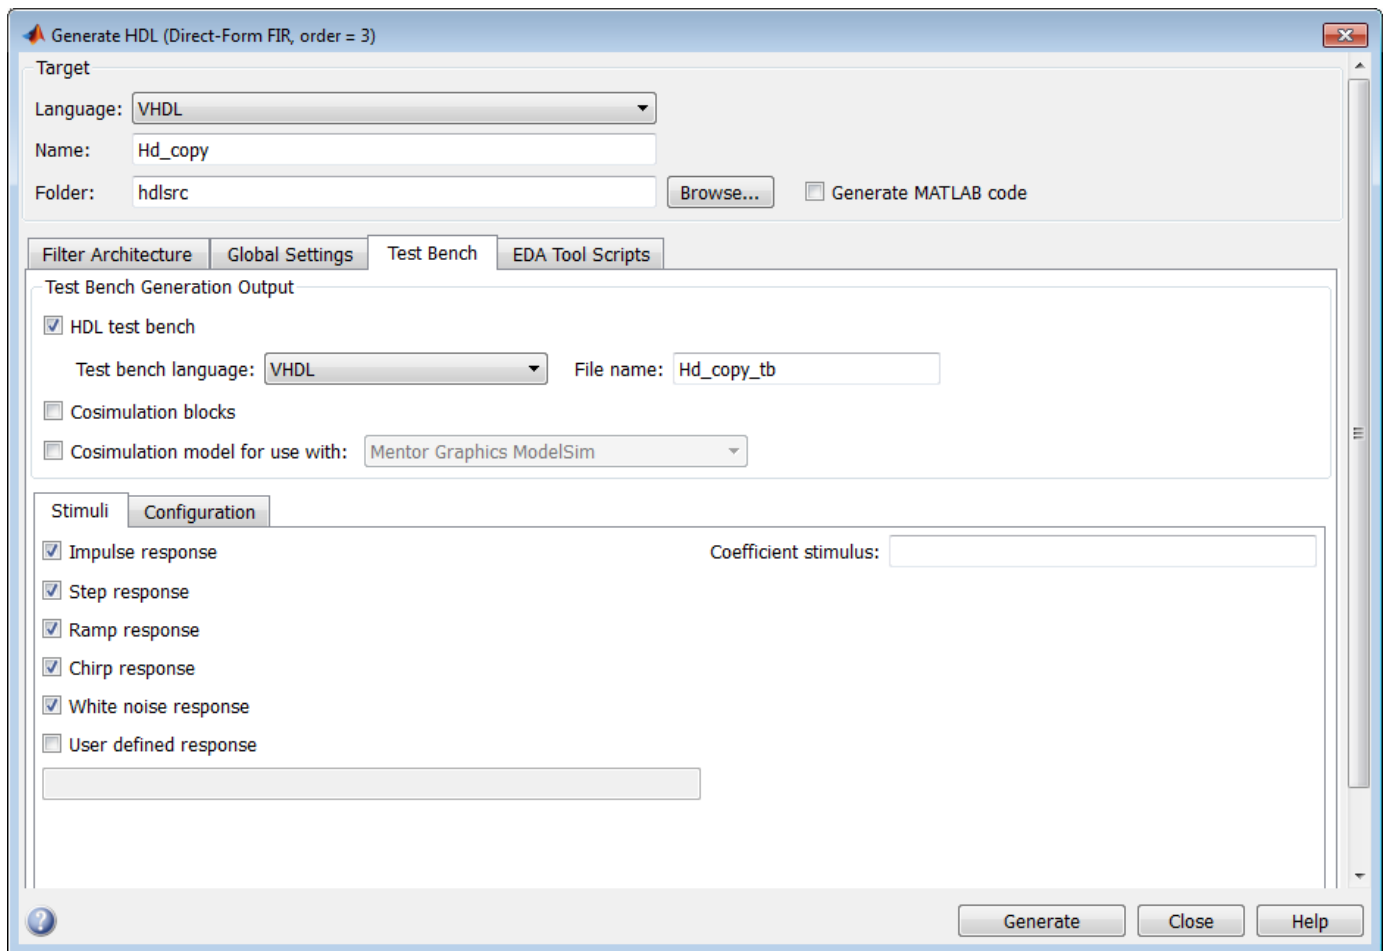 Generate HDL (Direct-Form FIR, order = 3)
Target
Language: VHDL
Name: Hd_copy
Folder: hdlsrc Browse... Generate MATLAB code
Filter Architecture Global Settings Test Bench EDA Tool Scripts
Test Bench Generation Output
HDL test bench
Test bench language: VHDL File name: Hd_copy_tb
Cosimulation blocks
Cosimulation model for use with: Mentor Graphics ModelSim
Stimuli Configuration
Impulse response Coefficient stimulus:
Step response
Ramp response
Chirp response
White noise response
User defined response
? Generate Close Help